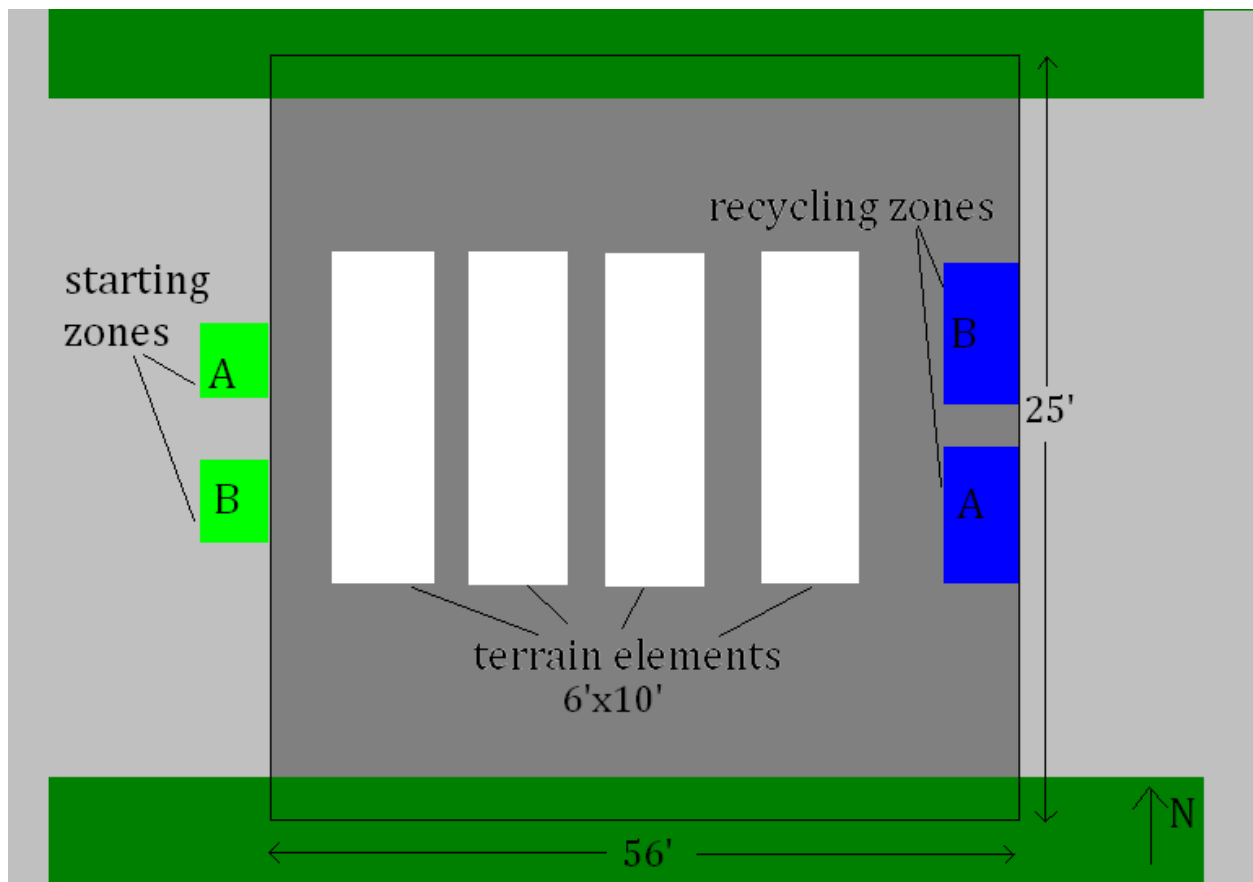 recycling zones
starting
zones
A
B
B
A
25'
terrain elements
6'x10'
N
56'